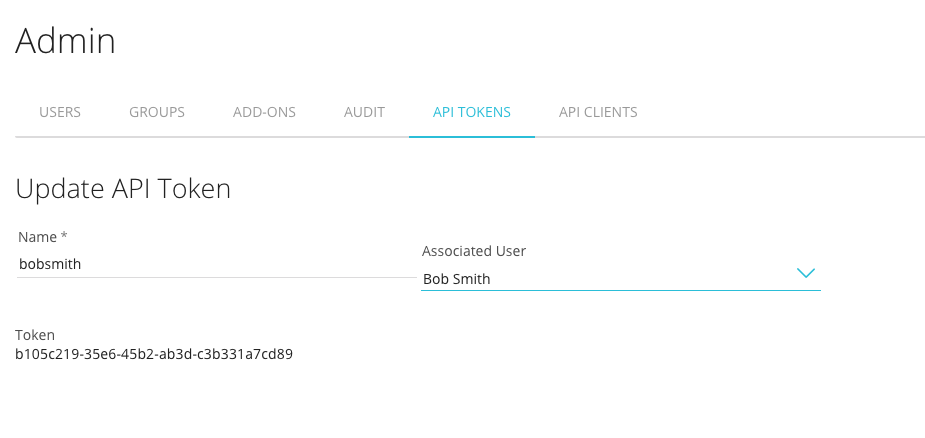 Admin
USERS GROUPS ADD-ONS AUDIT API TOKENS API CLIENTS
Update API Token
Name *
bobsmith
Associated User
Bob Smith
Token
b105c219-35e6-45b2-ab3d-c3b331a7cd89